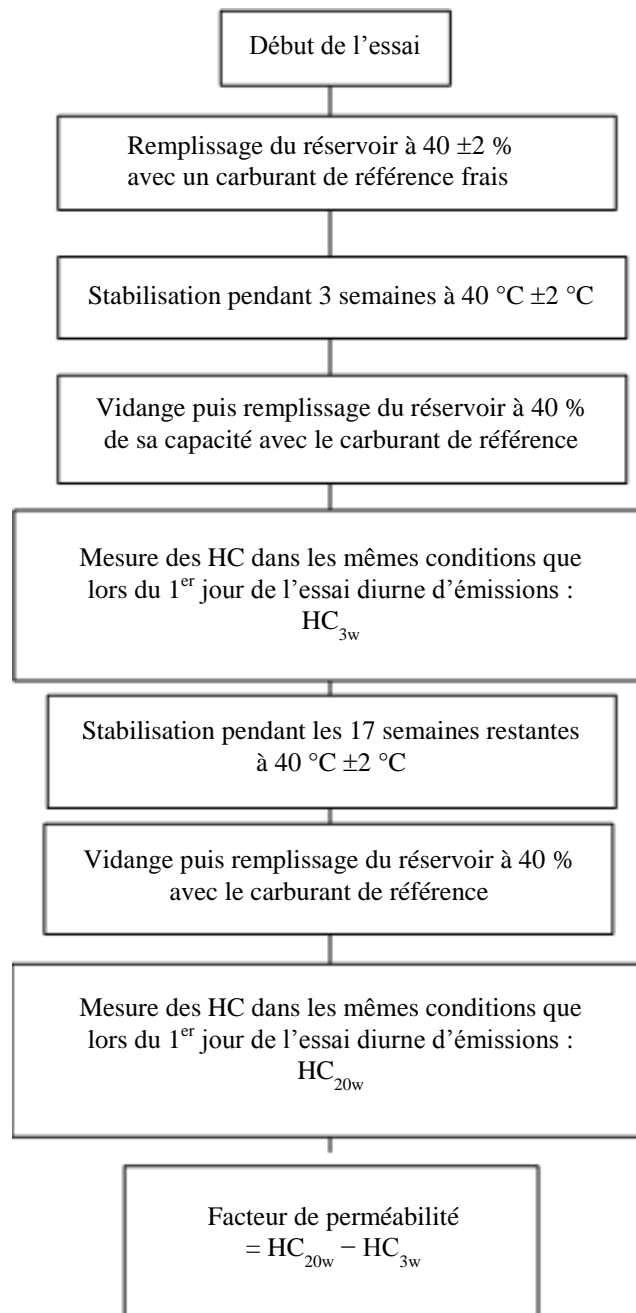 Début de l’essai
Remplissage du réservoir à 40 ±2 %
avec un carburant de référence frais
Stabilisation pendant 3 semaines à 40 °C ±2 °C
Vidange puis remplissage du réservoir à 40 %
de sa capacité avec le carburant de référence
Mesure des HC dans les mêmes conditions que
lors du 1er jour de l’essai diurne d’émissions :
HC3w
Stabilisation pendant les 17 semaines restantes
à 40 °C ±2 °C
Vidange puis remplissage du réservoir à 40 %
avec le carburant de référence
Mesure des HC dans les mêmes conditions que
lors du 1er jour de l’essai diurne d’émissions :
HC20w
Facteur de perméabilité
= HC20w − HC3w